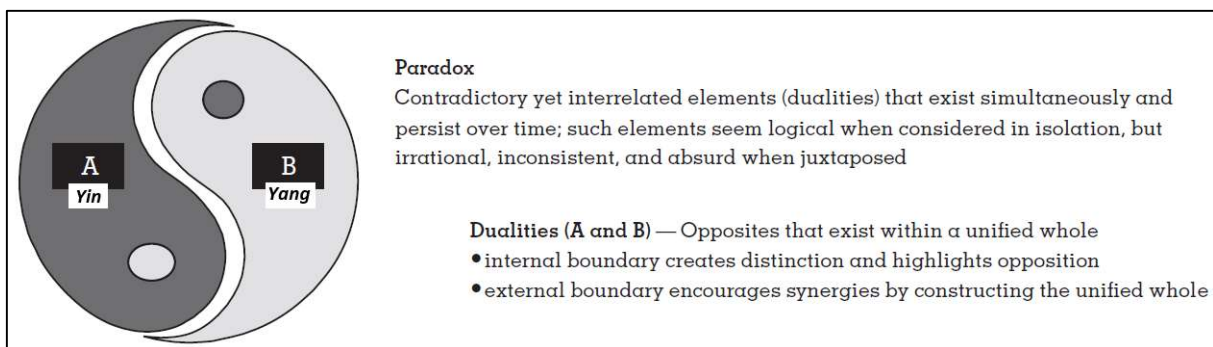 A
Yin
B
Yang
Paradox
Contradictory yet interrelated elements (dualities) that exist simultaneously and
persist over time; such elements seem logical when considered in isolation, but
irrational, inconsistent, and absurd when juxtaposed
Dualities (A and B) — Opposites that exist within a unified whole
•internal boundary creates distinction and highlights opposition
•external boundary encourages synergies by constructing the unified whole